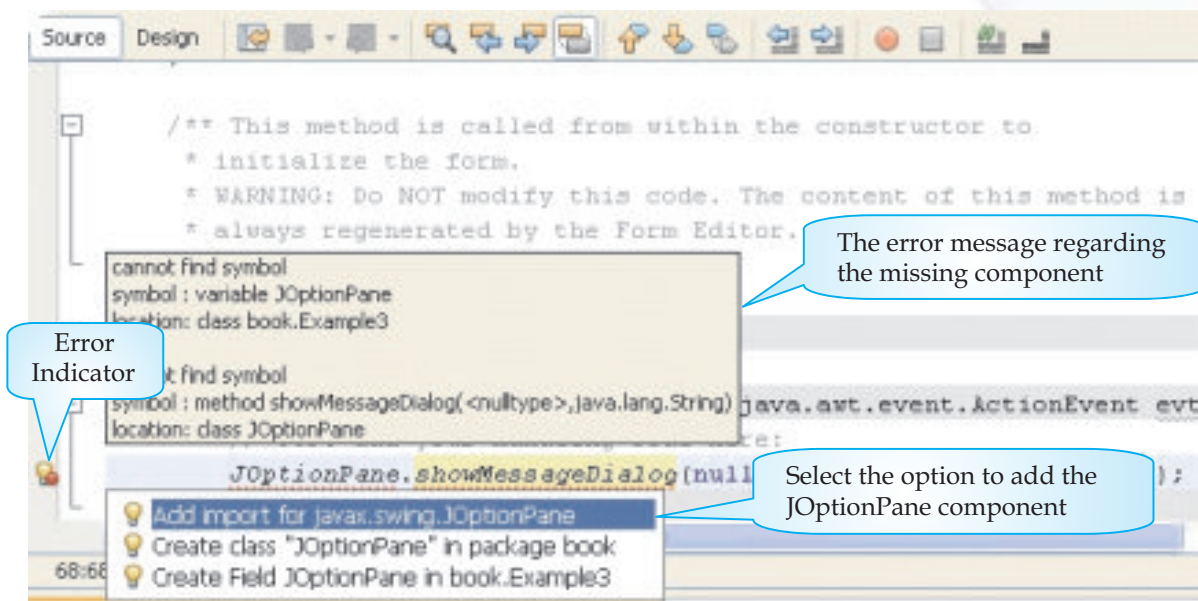 Source Design
/** This method is called from within the constructor to
* initialize the form.
* WARNING: Do NOT modify this code. The content of this method is
* always regenerated by the Form Editor.
The error message regarding
the missing component
cannot find symbol
symbol : variable JOptionPane
location: class book.Example3
Error
Indicator
find symbol
symbol : method showMessageDialog(<nulltype>,java.lang.String)
location: class JOptionPane
java.awt.event.ActionEvent evt
re:
JOptionPane.showMessageDialog(null
);
Select the option to add the
JOptionPane component
Add import for javax.swing.JOptionPane
Create class "JOptionPane" in package book
Create Field JOptionPane in book.Example3
68:68